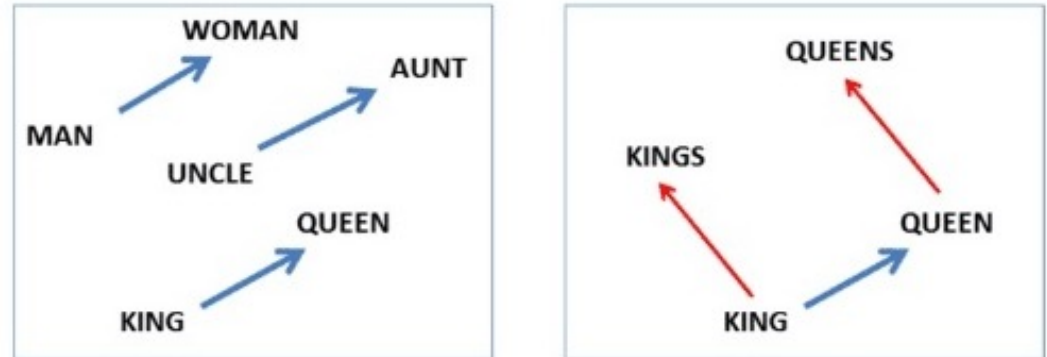 WOMAN
AUNT
MAN
UNCLE
QUEEN
KING
QUEENS
KINGS
QUEEN
KING